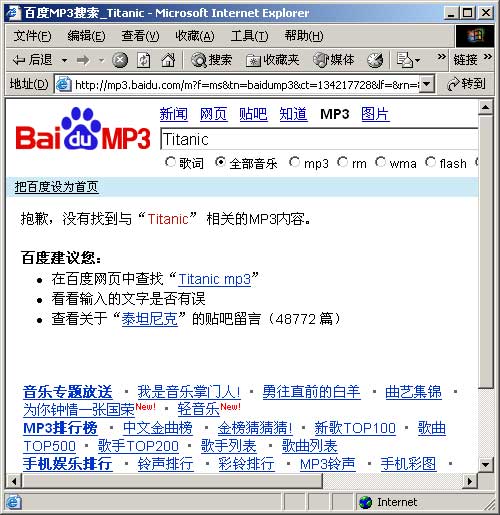 百度MP3搜索_Titanic - Microsoft Internet Explorer
文件(F) 编辑(E) 查看(V) 收藏(A) 工具(T) 帮助(H)
后退 搜索 收藏夹 媒体 链接
地址(D) http://mp3.baidu.com/m?f=ms&tn=baidump3&ct=134217728&lf=&rn= 转到
新闻 网页 贴吧 知道 MP3 图片
Bai du MP3 Titanic
歌词 全部音乐 mp3 rm wma flash
把百度设为首页
抱歉，没有找到与“Titanic” 相关的MP3内容。
百度建议您：
• 在百度网页中查找“Titanic mp3”
• 看看输入的文字是否有误
• 查看关于“泰坦尼克”的贴吧留言（48772 篇）
音乐专题放送 · 我是音乐掌门人! · 勇往直前的白羊 · 曲艺集锦 ·
为你钟情一张国荣New! · 轻音乐New!
MP3排行榜 · 中文金曲榜 · 金榜猜猜猜! · 新歌TOP100 · 歌曲
TOP500 · 歌手TOP200 · 歌手列表 · 歌曲列表
手机娱乐排行 · 铃声排行 · 彩铃排行 · MP3铃声 · 手机彩图 ·
Internet